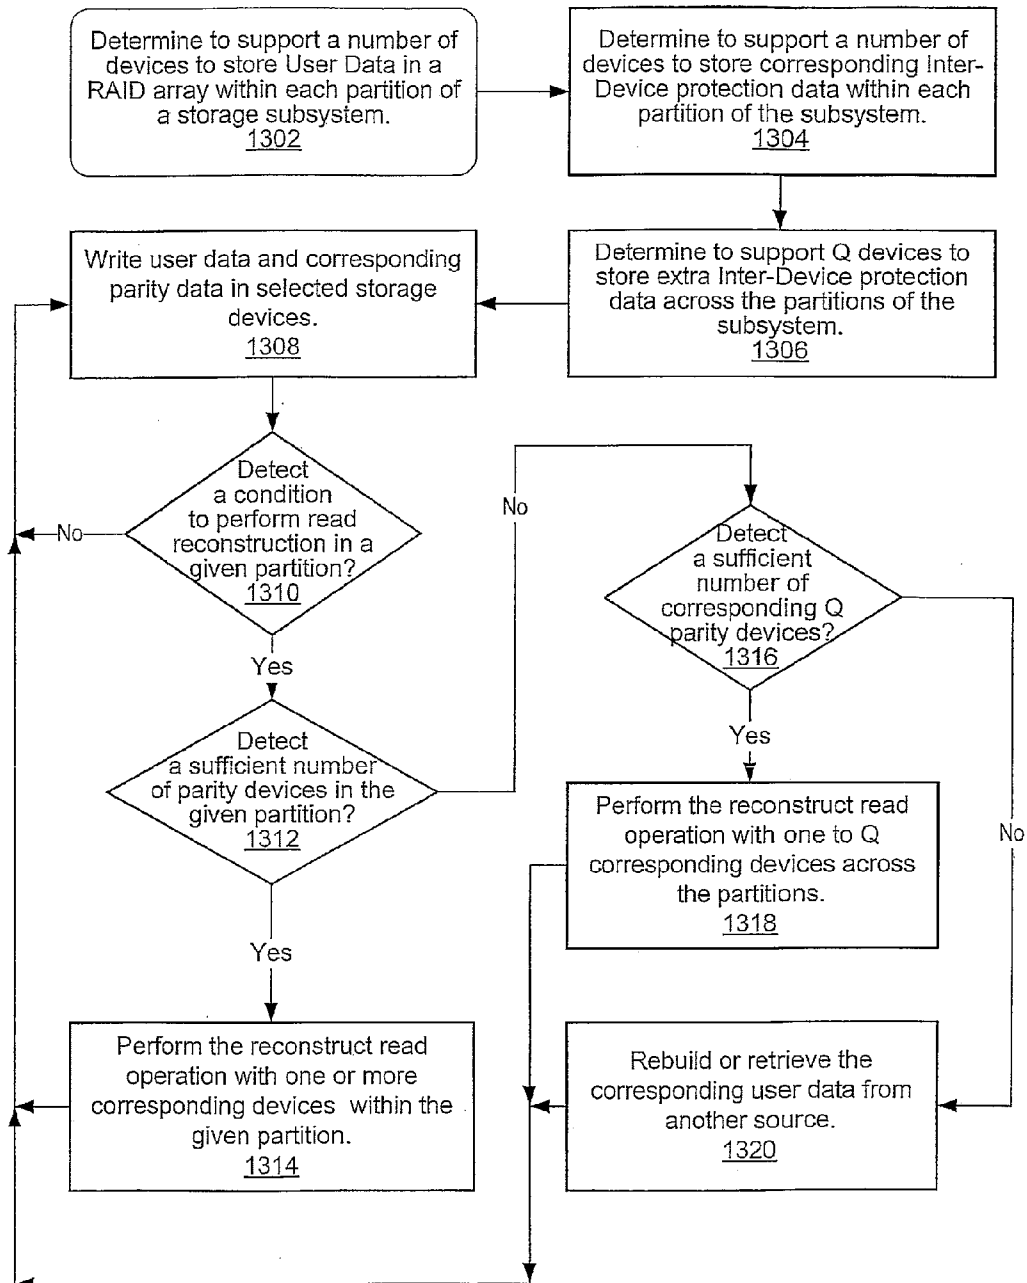 Determine to support a number of
devices to store User Data in a
RAID array within each partition of
a storage subsystem.
1302
Determine to support a number of
devices to store corresponding Inter-
Device protection data within each
partition of the subsystem.
1304
Determine to support Q devices to
store extra Inter-Device protection
data across the partitions of the
subsystem.
1306
Write user data and corresponding
parity data in selected storage
devices.
1308
Detect
a condition
to perform read
reconstruction in a
given partition?
1310
No
Yes
Detect
a sufficient number
of parity devices in the
given partition?
1312
No
Yes
Perform the reconstruct read
operation with one or more
corresponding devices within the
given partition.
1314
Detect
a sufficient
number of
corresponding Q
parity devices?
1316
Yes
No
Perform the reconstruct read
operation with one to Q
corresponding devices across
the partitions.
1318
Rebuild or retrieve the
corresponding user data from
another source.
1320